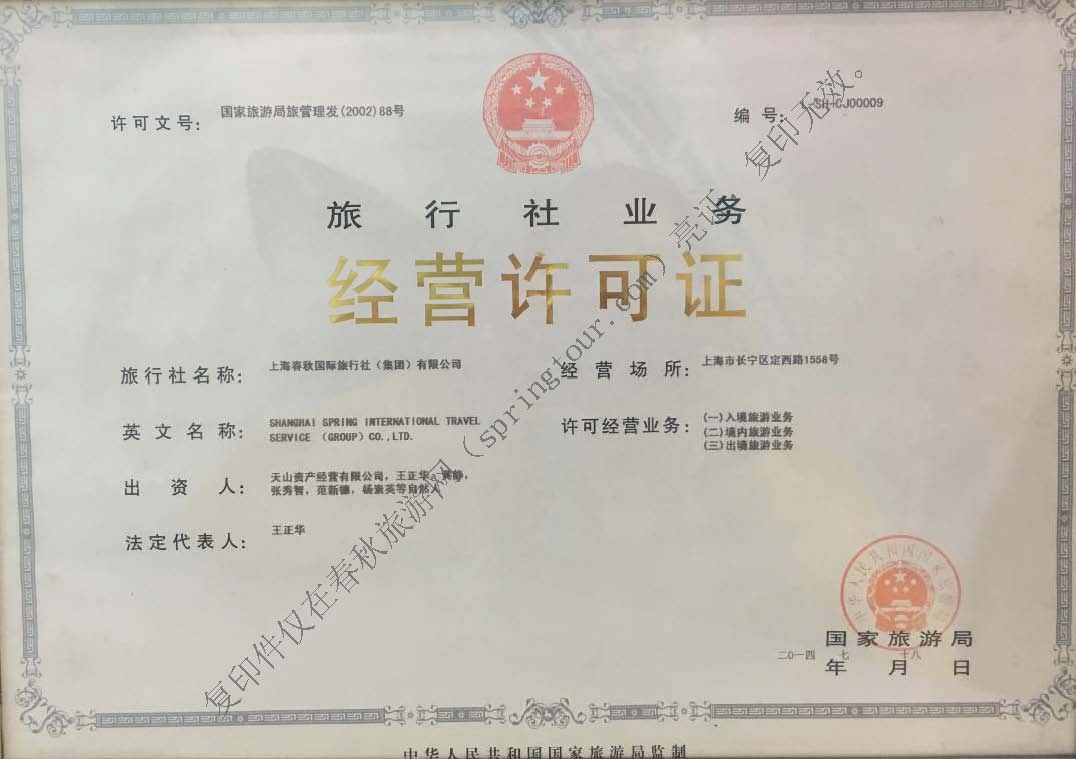 许可文号：国家旅游局旅管理发(2002)88号
编号：L-SH-CJ00009
旅行社业务
经营许可证
旅行社名称：上海春秋国际旅行社（集团）有限公司
经营场所：上海市长宁区定西路1558号
英文名称：SHANGHAI SPRING INTERNATIONAL TRAVEL
SERVICE （GROUP）CO.,LTD.
许可经营业务：(一)入境旅游业务
(二)境内旅游业务
(三)出境旅游业务
出资人：天山资产经营有限公司，王正华、黄静，
张秀智，范新德，杨素英等自然人
法定代表人：王正华
国家旅游局
二〇一四年七月十八日
中华人民共和国国家旅游局监制
复印件仅在春秋旅游网（springtour.com）亮证，复印无效。